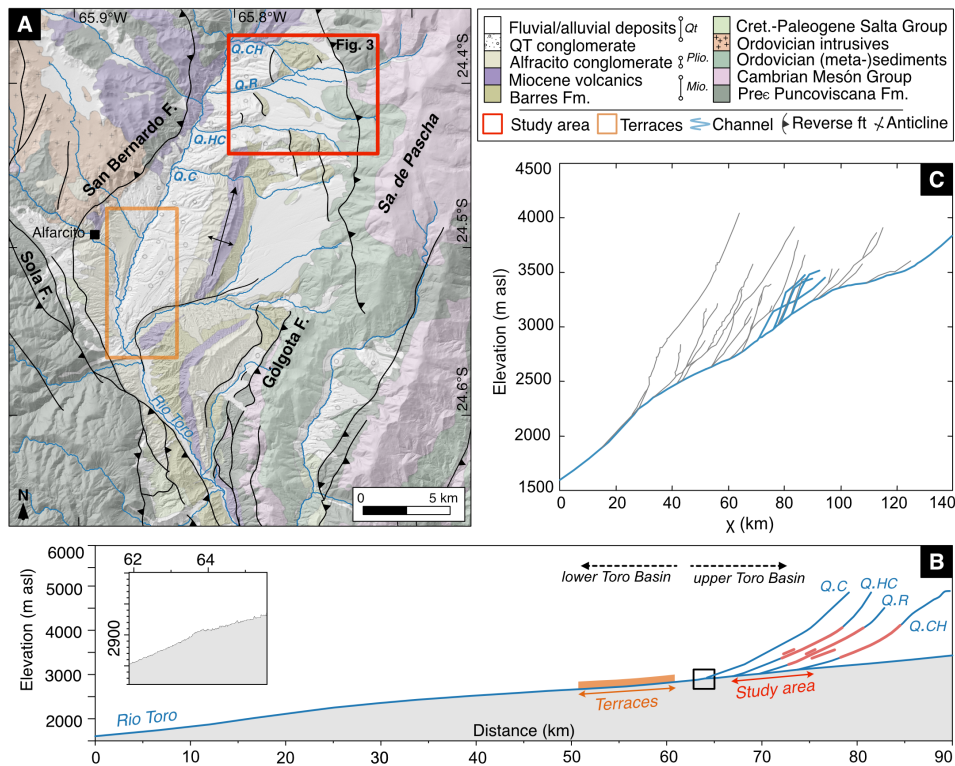 A
65.9°W
65.8°W
Q.CH
Fig. 3
24.4°S
Q.R
San Bernardo F.
Q.HC
Sa. de Pascha
Q.C
Alfarcito
24.5°S
Sola F.
Gólgota F.
24.6°S
Rio Toro
N
0 5 km
Fluvial/alluvial deposits
Qt
QT conglomerate
Alfarcito conglomerate
Plio.
Miocene volcanics
Mio.
Barres Fm.
Cret.-Paleogene Salta Group
Ordovician intrusives
Ordovician (meta-)sediments
Cambrian Mesón Group
Preꞓ Puncoviscana Fm.
Study area Terraces Channel Reverse ft Anticline
C
4500
4000
3500
3000
2500
2000
1500
Elevation (m asl)
0 20 40 60 80 100 120 140
χ (km)
B
6000
5000
4000
3000
2000
Elevation (m asl)
62 64
2900
lower Toro Basin
upper Toro Basin
Q.C
Q.HC
Q.R
Q.CH
Study area
Terraces
Rio Toro
Distance (km)
0 10 20 30 40 50 60 70 80 90